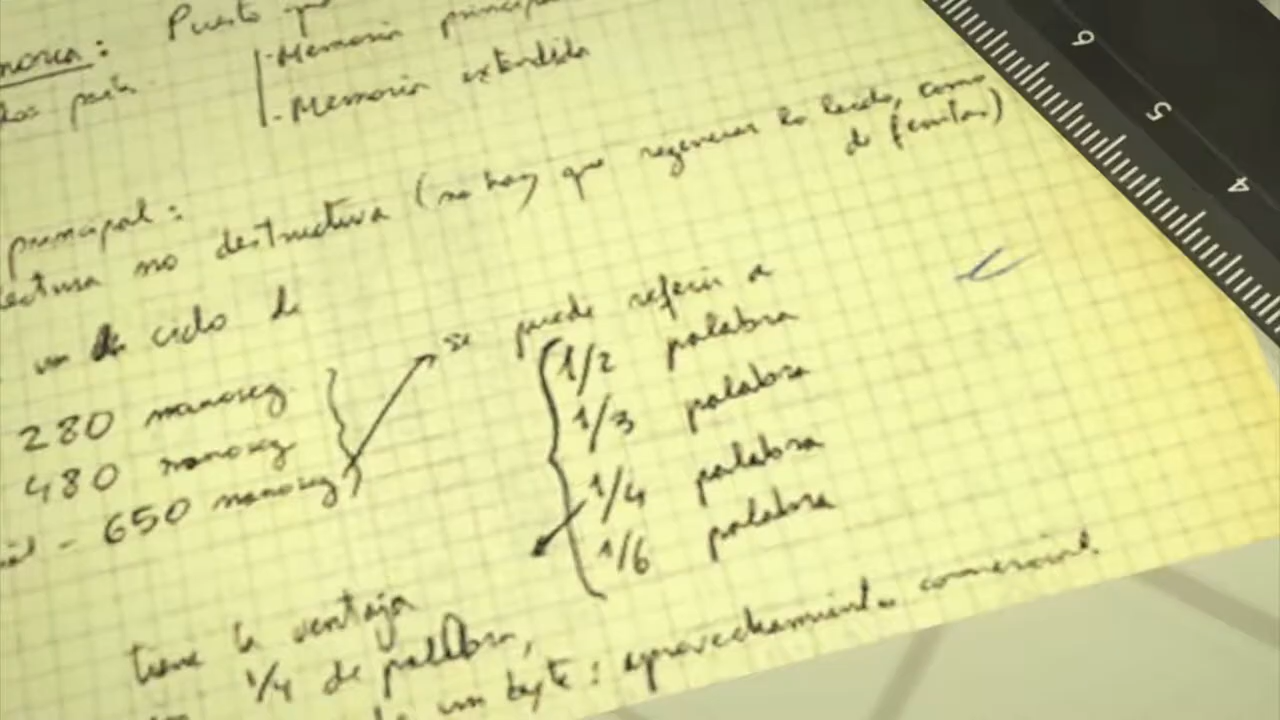 Memoria: Puesto que
- Memoria principal
dos país
- Memoria extendida
principal:
lectura no destructiva (no hay que regenerar lo leido, como
de ferritas)
un ciclo de
280 nanoseg.
480 nanoseg
- 650 nanoseg
se puede referir a
1/2 palabra
1/3 palabra
1/4 palabra
1/6 palabra
tiene la ventaja
1/4 de palabra,
un byte: aprovechamiento comercial.
6
5
4